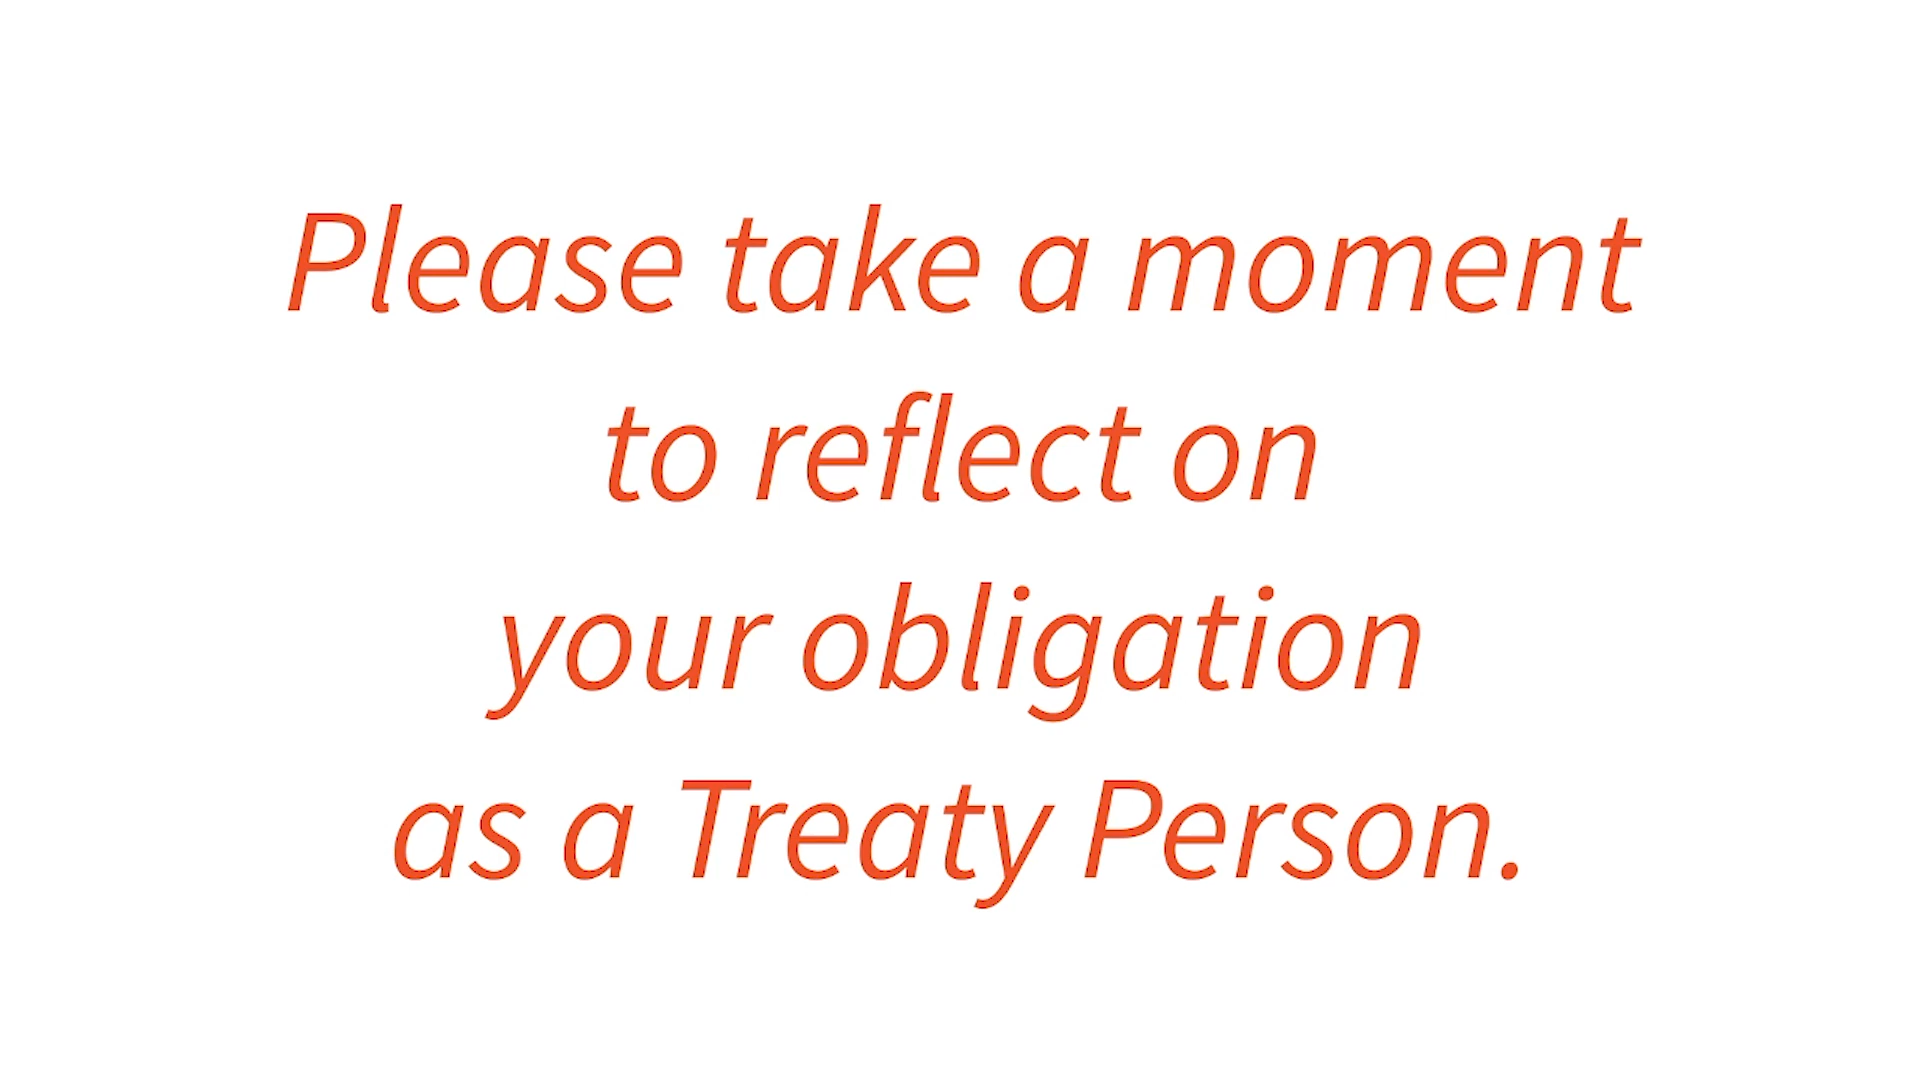 Please take a moment
to reflect on
your obligation
as a Treaty Person.